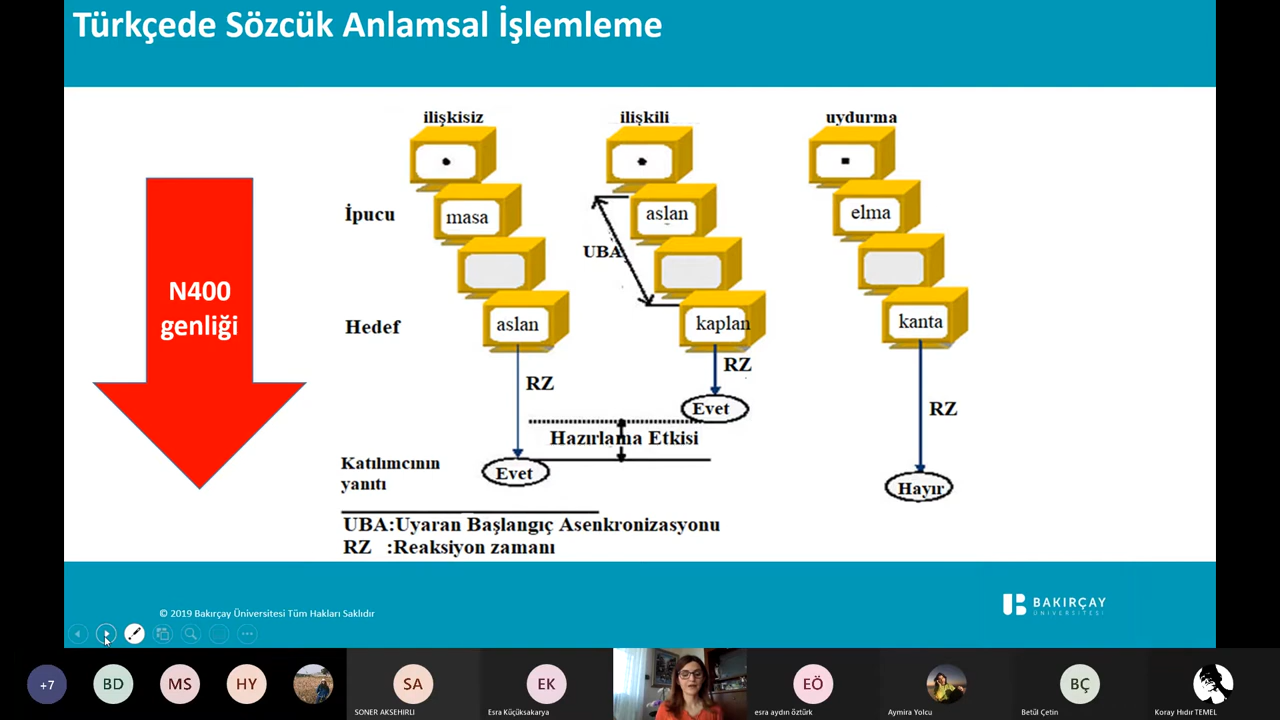 Türkçede Sözcük Anlamsal İşlemleme
ilişkisiz
ilişkili
uydurma
İpucu
masa
aslan
elma
UBA
N400
genliği
Hedef
aslan
kaplan
kanta
RZ
RZ
RZ
Evet
Hazırlama Etkisi
Katılımcının
yanıtı
Evet
Hayır
UBA:Uyaran Başlangıç Asenkronizasyonu
RZ :Reaksiyon zamanı
© 2019 Bakırçay Üniversitesi Tüm Hakları Saklıdır
BAKIRÇAY
ÜNİVERSİTESİ
+7
BD
MS
HY
SA
EK
EÖ
BÇ
SONER AKSEHIRLI
Esra Küçüksakarya
esra aydın öztürk
Aymira Yolcu
Betül Çetin
Koray Hıdır TEMEL